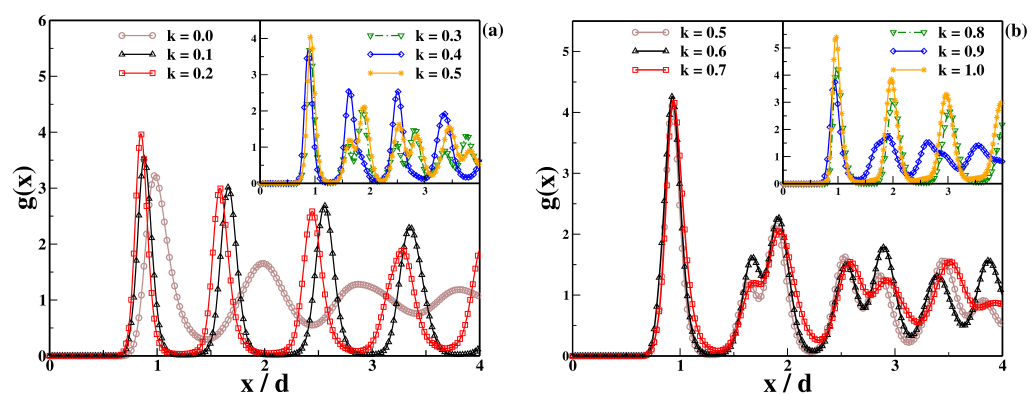 (a)
6
5
4
3
2
1
0
g(x)
k = 0.0
k = 0.1
k = 0.2
4
3
2
1
0
k = 0.3
k = 0.4
k = 0.5
1 2 3
0 1 2 3 4
x / d
(b)
5
4
3
2
1
0
g(x)
k = 0.5
k = 0.6
k = 0.7
5
4
3
2
1
0
k = 0.8
k = 0.9
k = 1.0
0 1 2 3
0 1 2 3 4
x / d